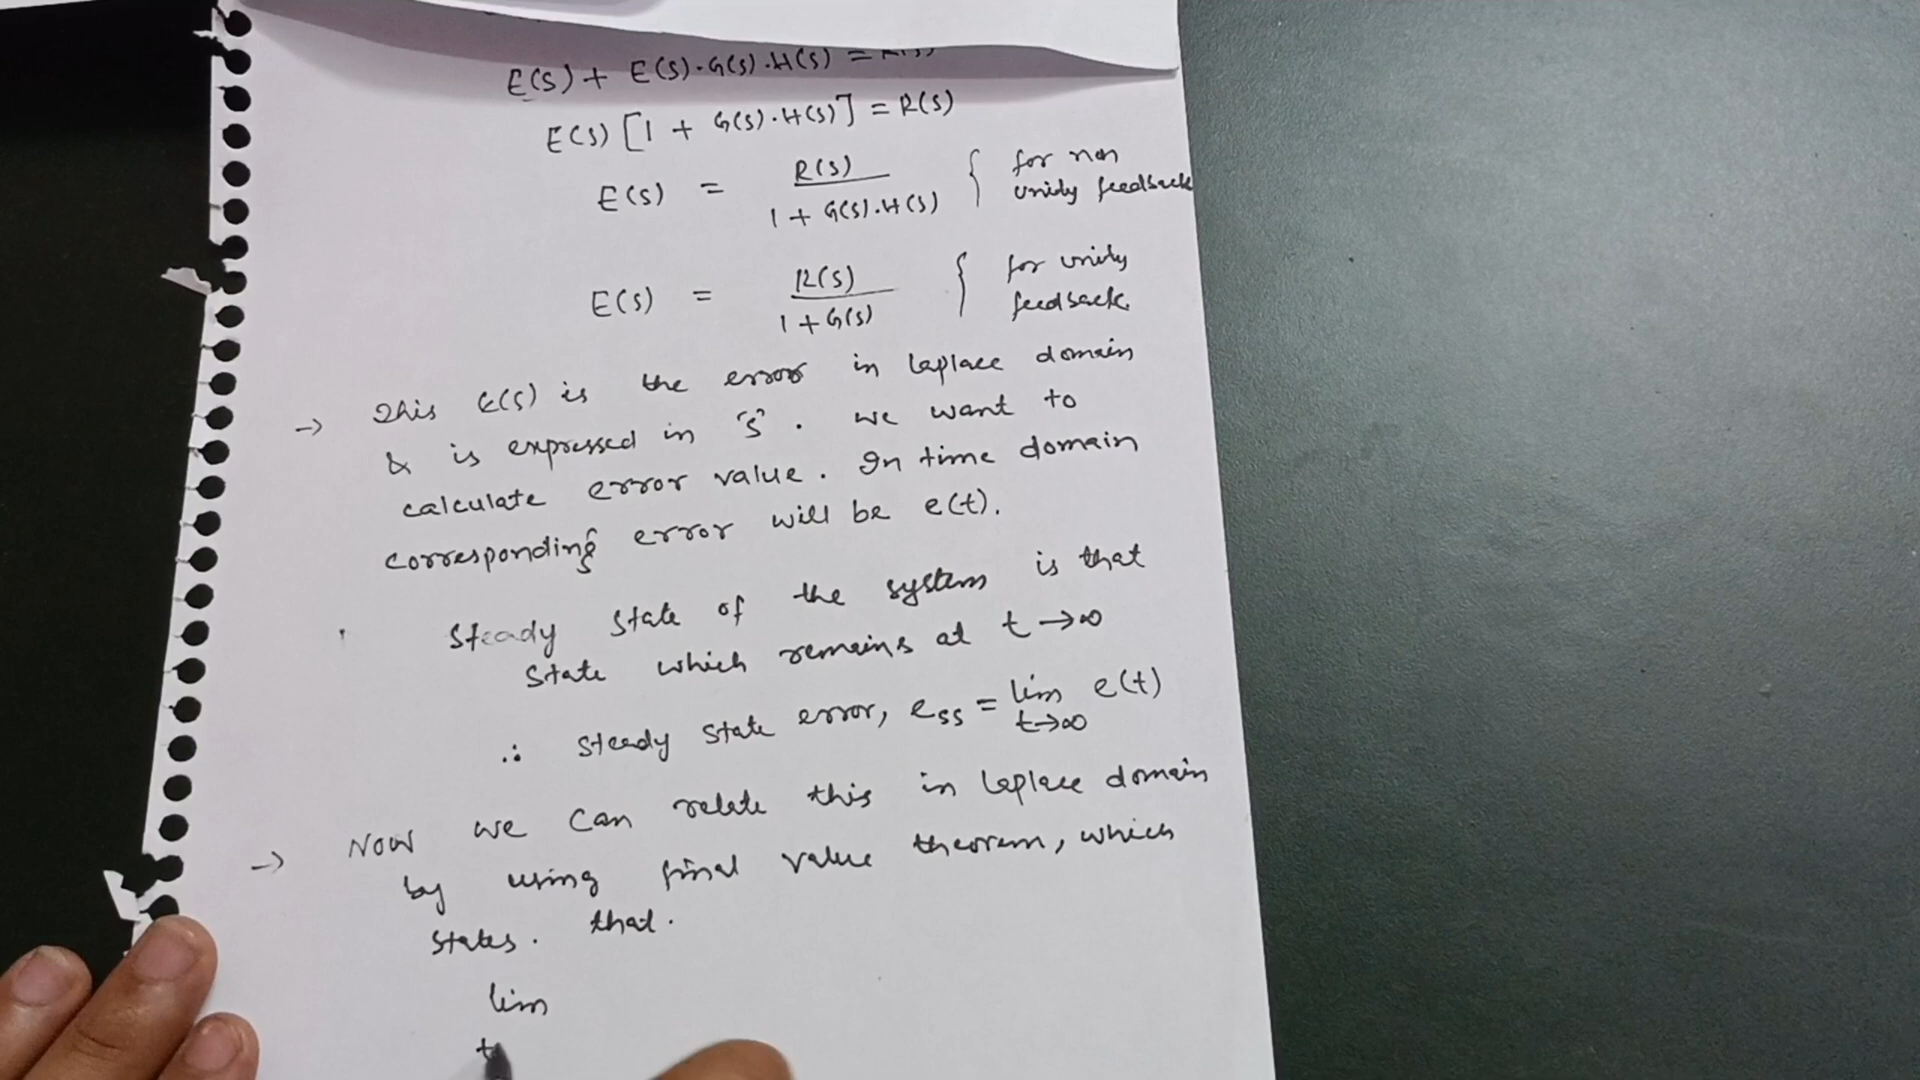 E(S) + E(S).G(S).H(S) =
E(S) [1 + G(S).H(S)] = R(S)
E(S) = R(S) / 1 + G(S).H(S) { for non unity feedback
E(S) = R(S) / 1 + G(S) { for unity feedback.
→ This E(S) is the error in laplace domain
& is expressed in 's'. we want to
calculate error value. In time domain
corresponding error will be e(t).
Steady state of the system is that
state which remains at t→∞
∴ steady state error, ess = lim t→∞ e(t)
→ Now we can relate this in laplace domain
by using final value theorem, which
states. that.
lim
t